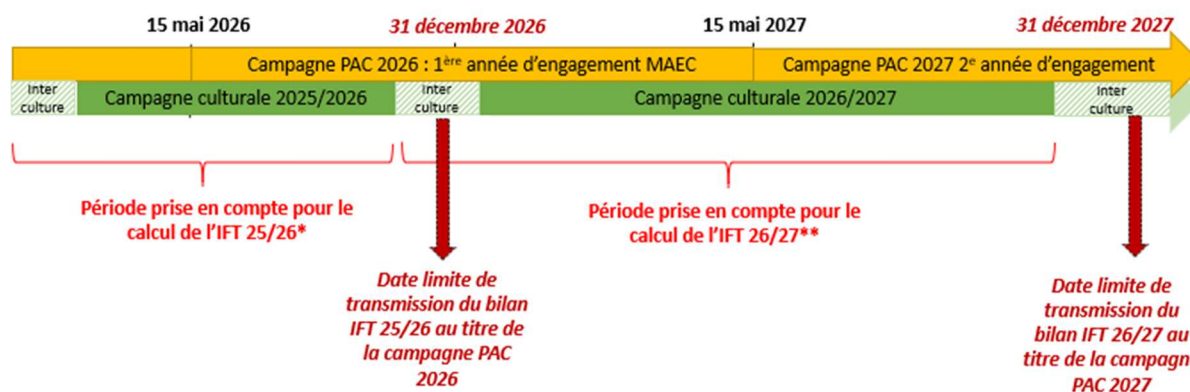 15 mai 2026
31 décembre 2026
15 mai 2027
31 décembre 2027
Campagne PAC 2026 : 1ère année d'engagement MAEC
Campagne PAC 2027 2e année d'engagement
Inter
culture
Campagne culturale 2025/2026
Inter
culture
Campagne culturale 2026/2027
Inter
culture
Période prise en compte pour le
calcul de l'IFT 25/26*
Période prise en compte pour le
calcul de l'IFT 26/27**
Date limite de
transmission du bilan
IFT 25/26 au titre de
la campagne PAC
2026
Date limite de
transmission du
bilan IFT 26/27 au
titre de la campagn
PAC 2027